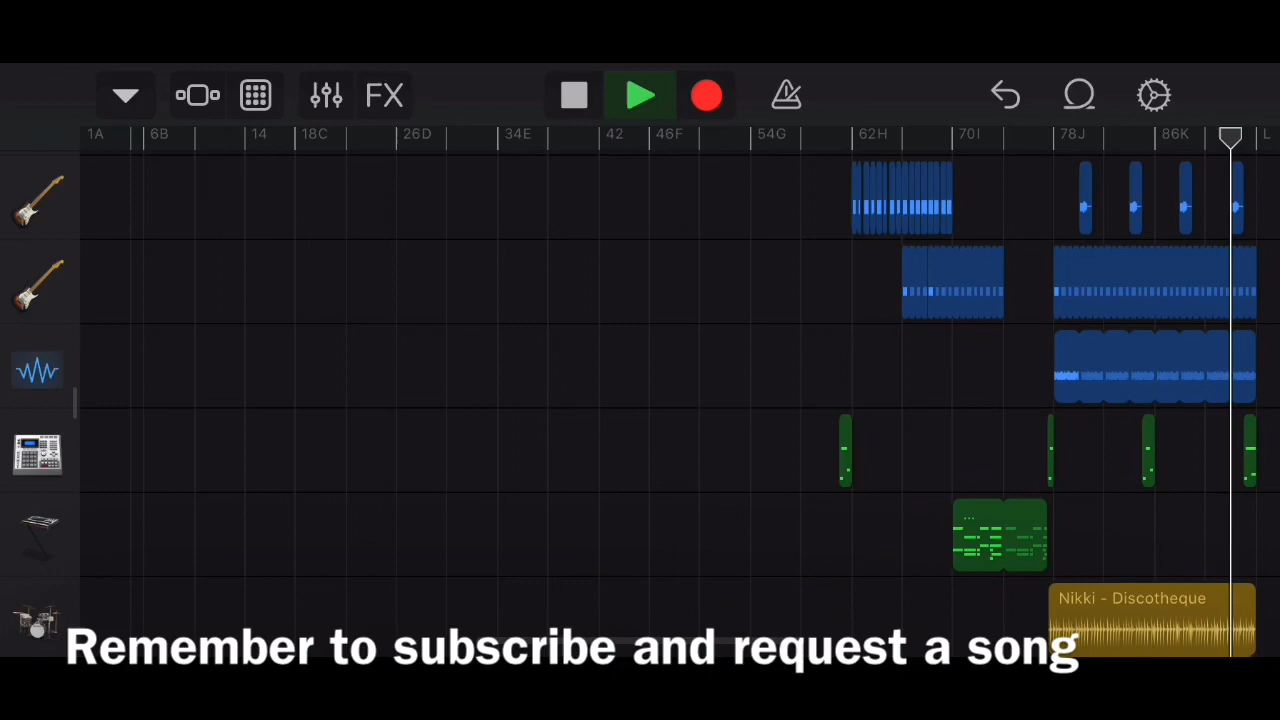 FX
1A 6B 14 18C 26D 34E 42 46F 54G 62H 70I 78J 86K L
Nikki - Discotheque
Remember to subscribe and request a song